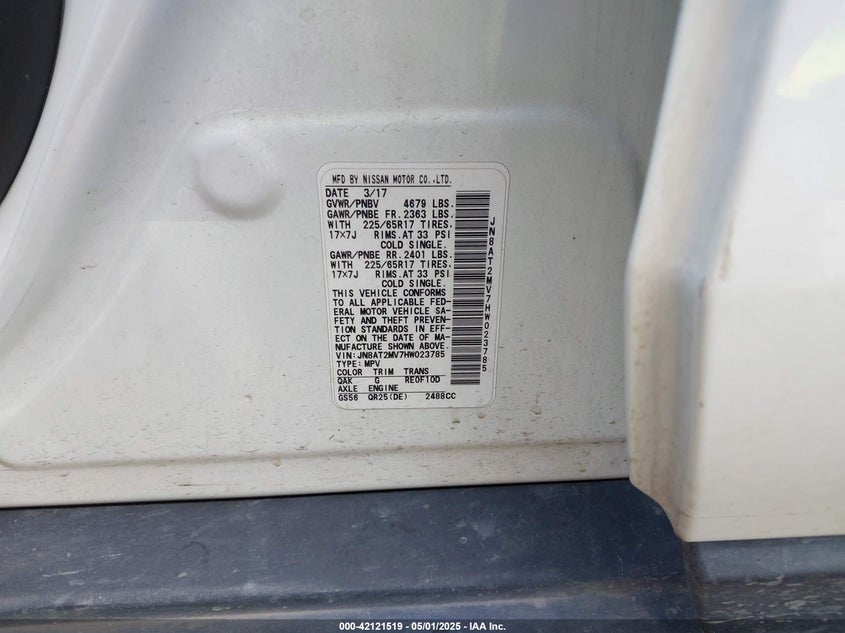 MFD BY NISSAN MOTOR CO.,LTD.
DATE 3/17
GVWR/PNBV 4679 LBS.
GAWR/PNBE FR.2363 LBS.
WITH 225/65R17 TIRES,
17×7J RIMS.AT 33 PSI
COLD SINGLE.
GAWR/PNBE RR.2401 LBS.
WITH 225/65R17 TIRES,
17×7J RIMS.AT 33 PSI
COLD SINGLE.
THIS VEHICLE CONFORMS
TO ALL APPLICABLE FED-
ERAL MOTOR VEHICLE SA-
FETY AND THEFT PREVEN-
TION STANDARDS IN EFF-
ECT ON THE DATE OF MA-
NUFACTURE SHOWN ABOVE.
VIN:JN8AT2MV7HW023785
TYPE:MPV
COLOR TRIM TRANS
QAK G RE0F10D
AXLE ENGINE
GS56 QR25(DE) 2488CC
JN8AT2MV7HW023785
000-42121519 — 05/01/2025 — IAA Inc.